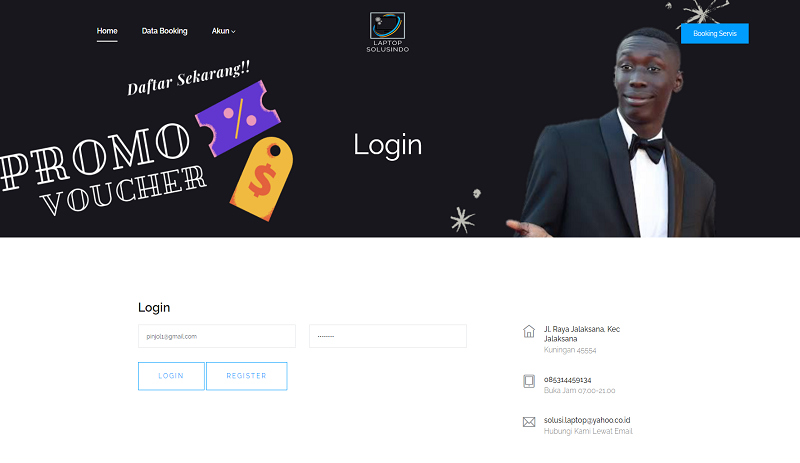 Home
Data Booking
Akun
LAPTOP
SOLUSINDO
Booking Servis
Daftar Sekarang!!
%
PROMO
VOUCHER
$
Login
Login
pinjol1@gmail.com
LOGIN
REGISTER
Jl. Raya Jalaksana, Kec
Jalaksana
Kuningan 45554
085314459134
Buka Jam 07.00-21.00
solusi.laptop@yahoo.co.id
Hubungi Kami Lewat Email